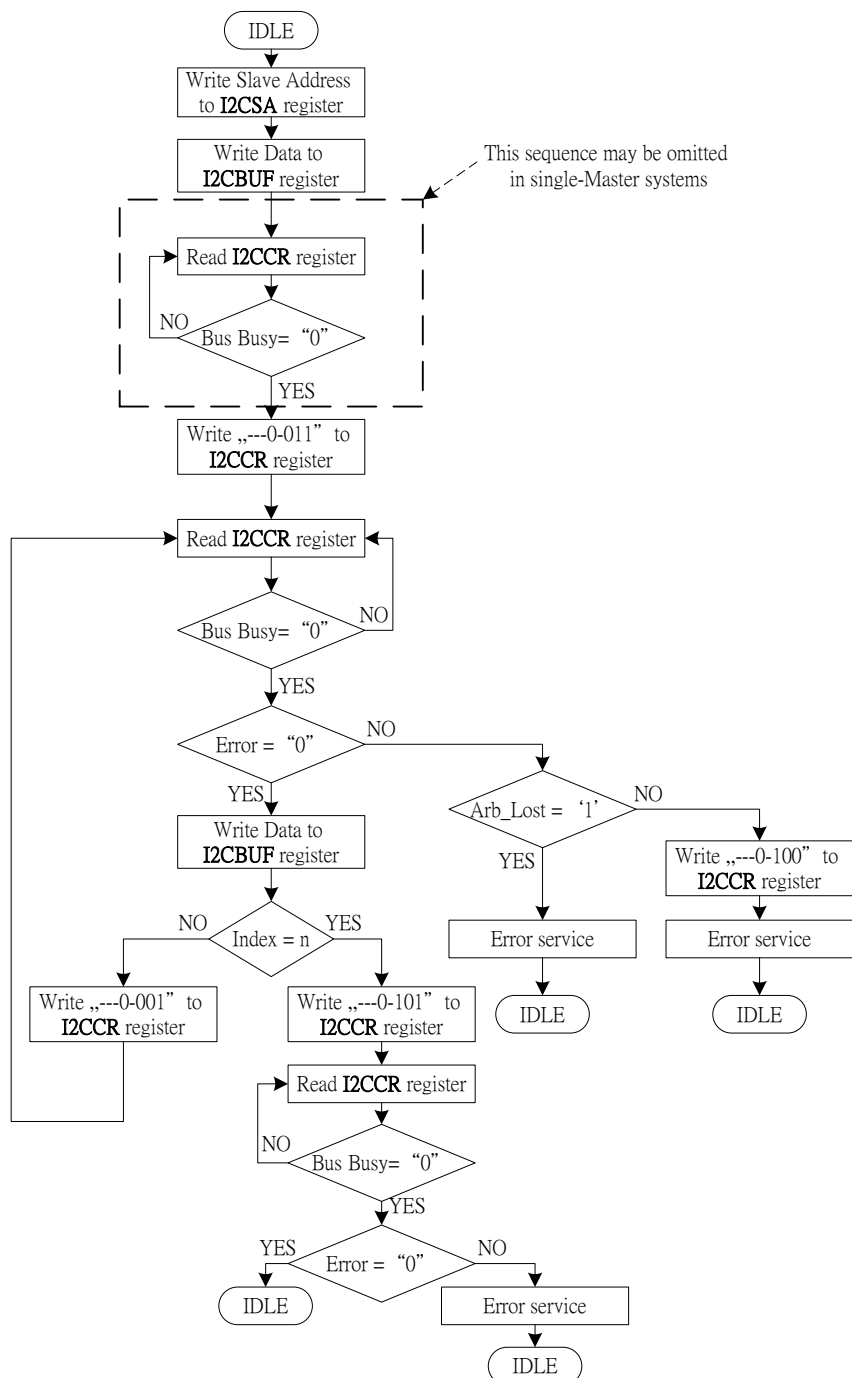 IDLE
Write Slave Address
to I2CSA register
Write Data to
I2CBUF register
This sequence may be omitted
in single-Master systems
Read I2CCR register
NO
Bus Busy= “0”
YES
Write „---0-011” to
I2CCR register
Read I2CCR register
Bus Busy= “0”
NO
YES
Error = “0”
NO
YES
Arb_Lost = ‘1’
NO
YES
Write Data to
I2CBUF register
Write „---0-100” to
I2CCR register
NO
Index = n
YES
Error service
Error service
Write „---0-001” to
I2CCR register
Write „---0-101” to
I2CCR register
IDLE
IDLE
Read I2CCR register
NO
Bus Busy= “0”
YES
YES
Error = “0”
NO
IDLE
Error service
IDLE